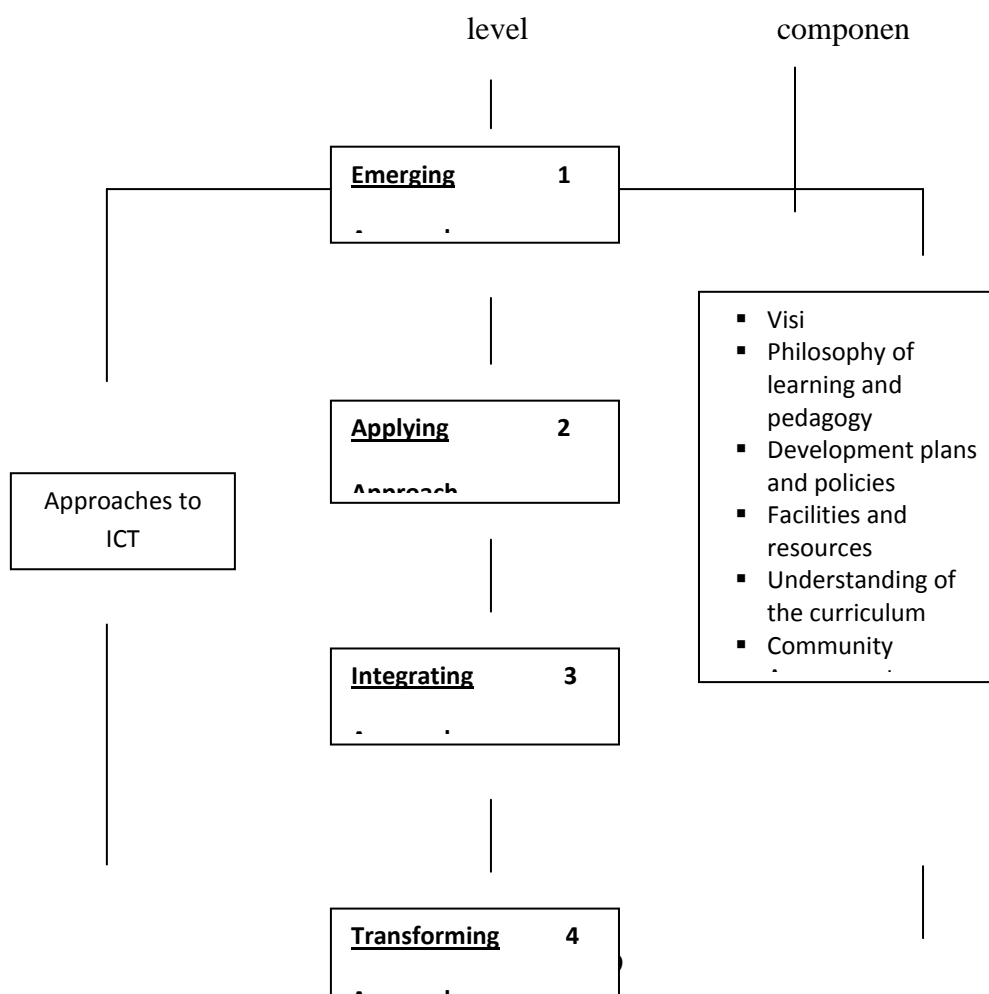 level
componen
Emerging 1
Applying 2
Approach
Approaches to
ICT
Integrating 3
Transforming 4
▪ Visi
▪ Philosophy of
learning and
pedagogy
▪ Development plans
and policies
▪ Facilities and
resources
▪ Understanding of
the curriculum
▪ Community